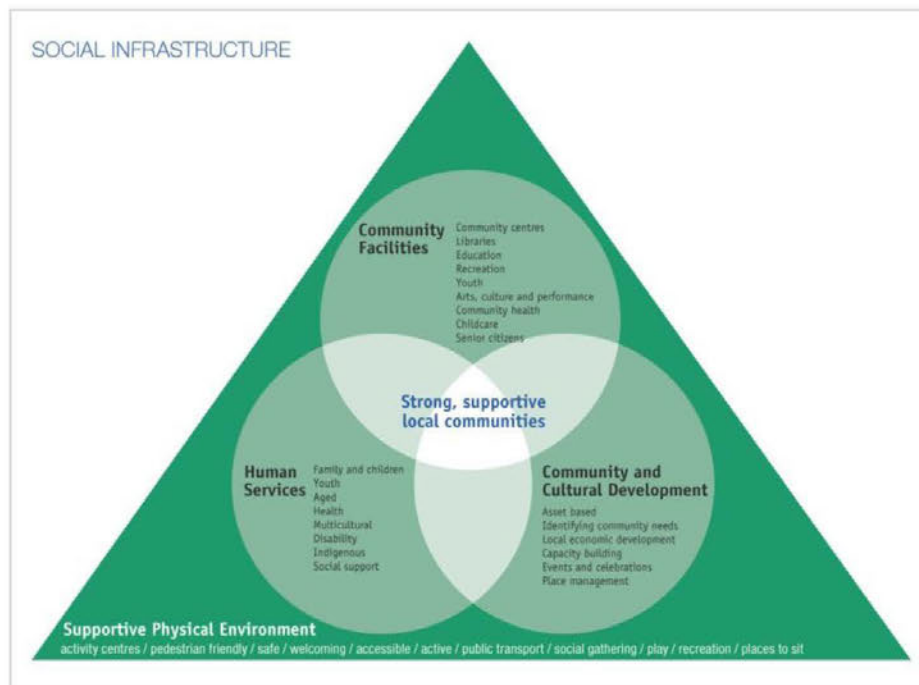 SOCIAL INFRASTRUCTURE
Community
Facilities
Community centres
Libraries
Education
Recreation
Youth
Arts, culture and performance
Community health
Childcare
Senior citizens
Strong, supportive
local communities
Human
Services
Family and children
Youth
Aged
Health
Multicultural
Disability
Indigenous
Social support
Community and
Cultural Development
Asset based
Identifying community needs
Local economic development
Capacity building
Events and celebrations
Place management
Supportive Physical Environment
activity centres / pedestrian friendly / safe / welcoming / accessible / active / public transport / social gathering / play / recreation / places to sit